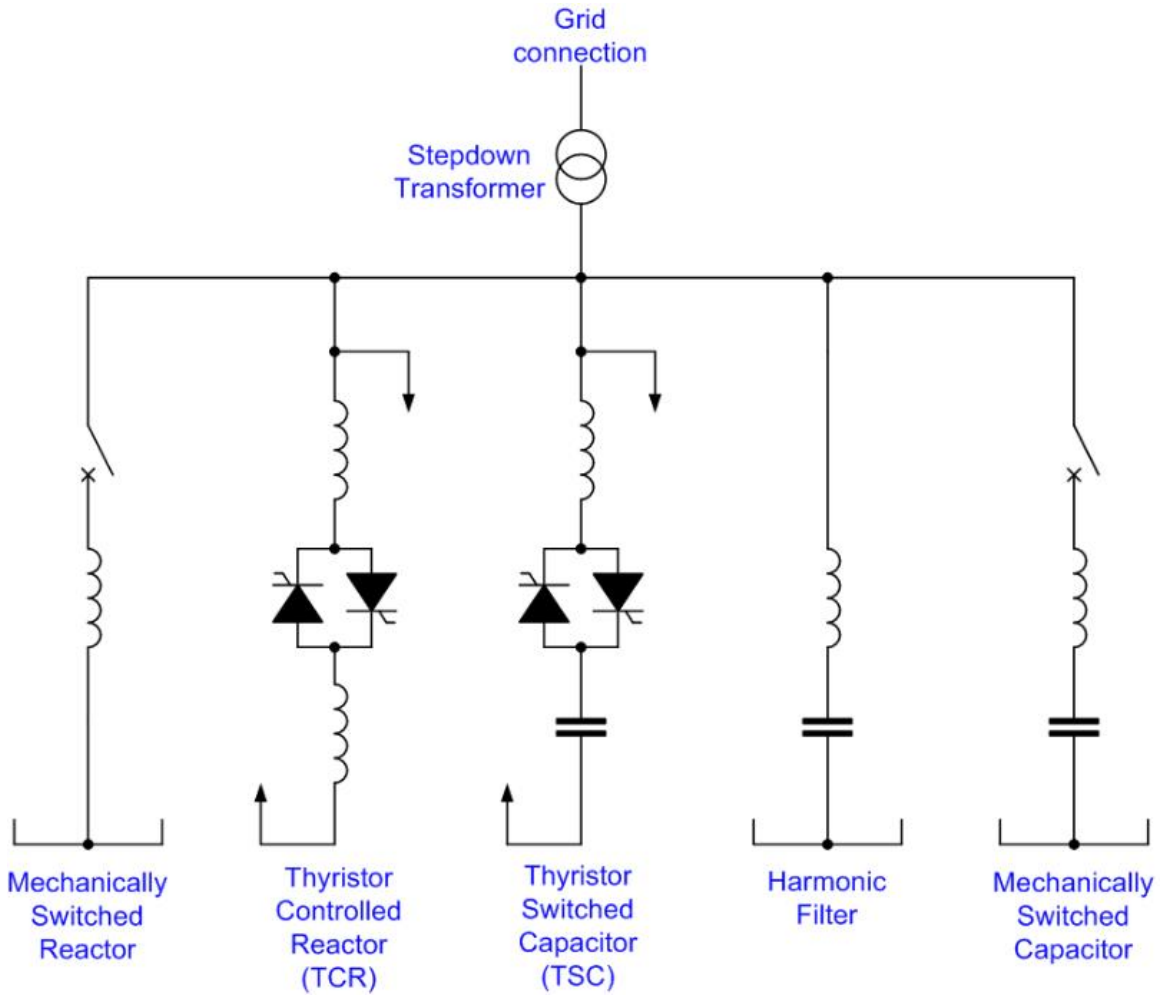 Grid
connection
Stepdown
Transformer
Mechanically
Switched
Reactor
Thyristor
Controlled
Reactor
(TCR)
Thyristor
Switched
Capacitor
(TSC)
Harmonic
Filter
Mechanically
Switched
Capacitor